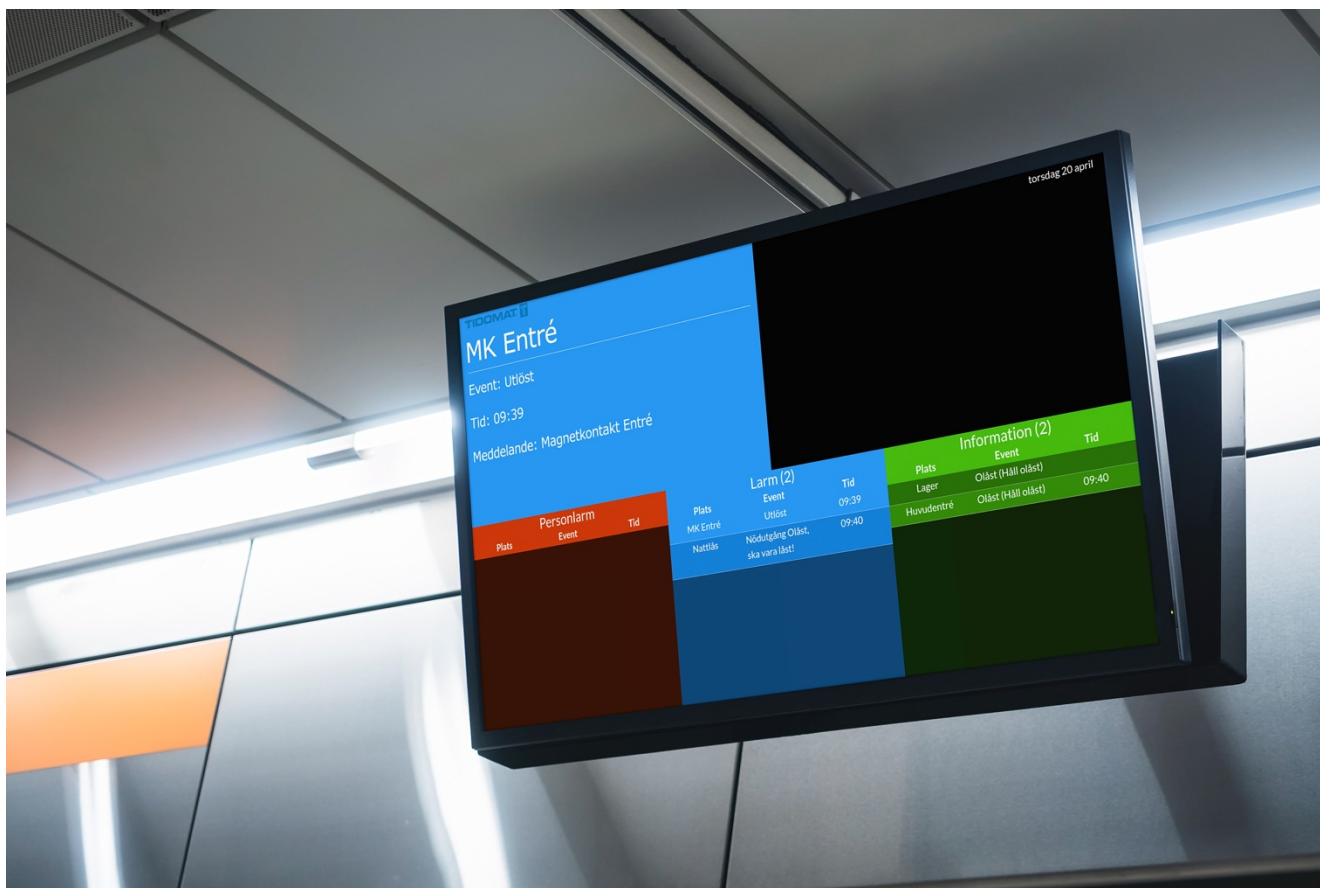 torsdag 20 april
TIDOMAT
MK Entré
Event: Utlöst
Tid: 09:39
Meddelande: Magnetkontakt Entré
Personlarm
Plats Event Tid
Larm (2)
Plats Event Tid
MK Entré Utlöst 09:39
Nattlås Nödutgång Olåst, 09:40
ska vara låst!
Information (2)
Plats Event Tid
Lager Olåst (Håll olåst)
Huvudentré Olåst (Håll olåst) 09:40